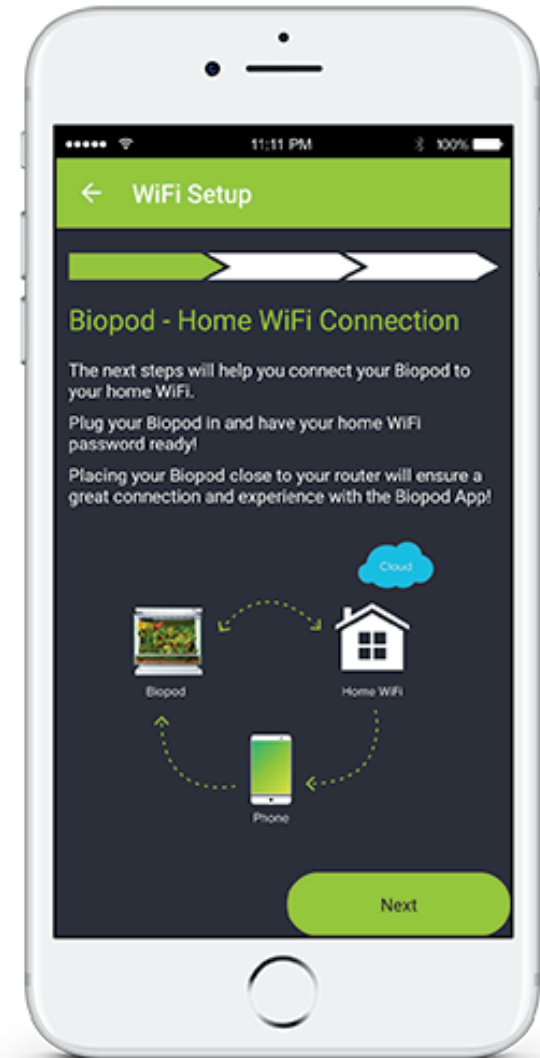 11:11 PM
100%
WiFi Setup
Biopod - Home WiFi Connection
The next steps will help you connect your Biopod to
your home WiFi.
Plug your Biopod in and have your home WiFi
password ready!
Placing your Biopod close to your router will ensure a
great connection and experience with the Biopod App!
Cloud
Biopod
Home WiFi
Phone
Next